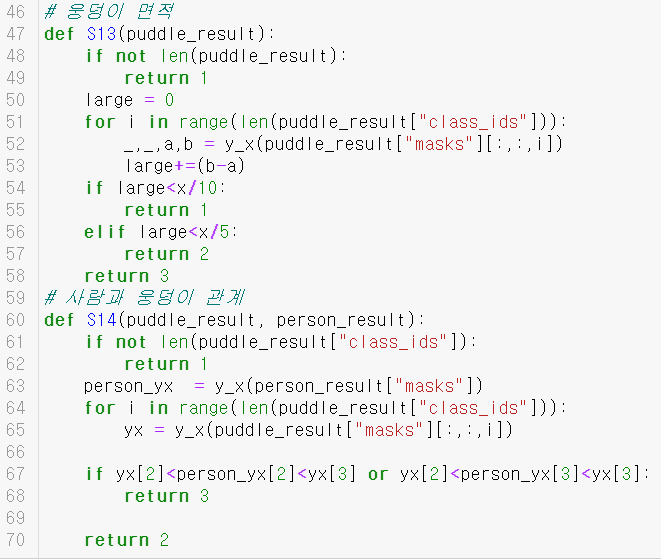 46 # 웅덩이 면적
47 def S13(puddle_result):
48     if not len(puddle_result):
49         return 1
50     large = 0
51     for i in range(len(puddle_result["class_ids"])):
52         _,_,a,b = y_x(puddle_result["masks"][:,:,i])
53         large+=(b-a)
54     if large<x/10:
55         return 1
56     elif large<x/5:
57         return 2
58     return 3
59 # 사람과 웅덩이 관계
60 def S14(puddle_result, person_result):
61     if not len(puddle_result["class_ids"]):
62         return 1
63     person_yx  = y_x(person_result["masks"])
64     for i in range(len(puddle_result["class_ids"])):
65         yx = y_x(puddle_result["masks"][:,:,i])
66
67     if yx[2]<person_yx[2]<yx[3] or yx[2]<person_yx[3]<yx[3]:
68         return 3
69
70     return 2